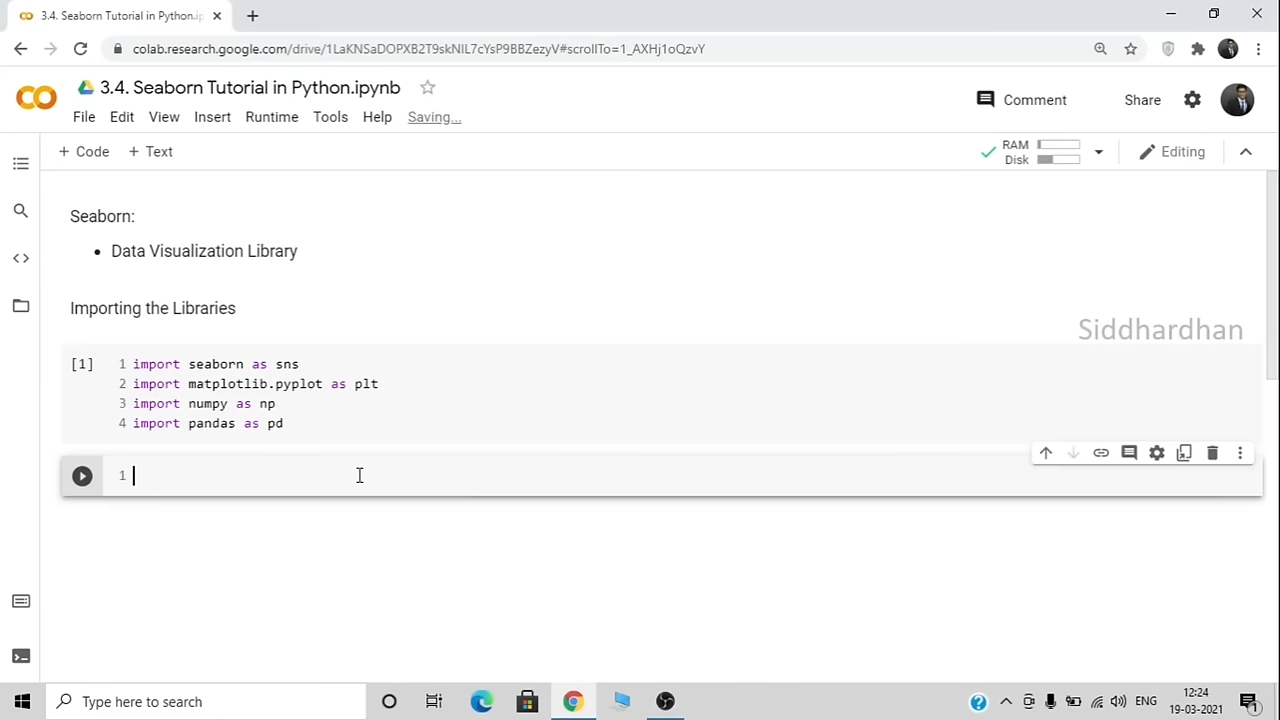 3.4. Seaborn Tutorial in Python.ip
colab.research.google.com/drive/1LaKNSaDOPXB2T9skNIL7cYsP9BBZezyV#scrollTo=1_AXHj1oQzvY
3.4. Seaborn Tutorial in Python.ipynb
Comment
Share
File Edit View Insert Runtime Tools Help Saving...
+ Code + Text
RAM
Disk
Editing
Seaborn:
• Data Visualization Library
Importing the Libraries
Siddhardhan
[1] 1 import seaborn as sns
2 import matplotlib.pyplot as plt
3 import numpy as np
4 import pandas as pd
1
Type here to search
ENG
12:24
19-03-2021
1